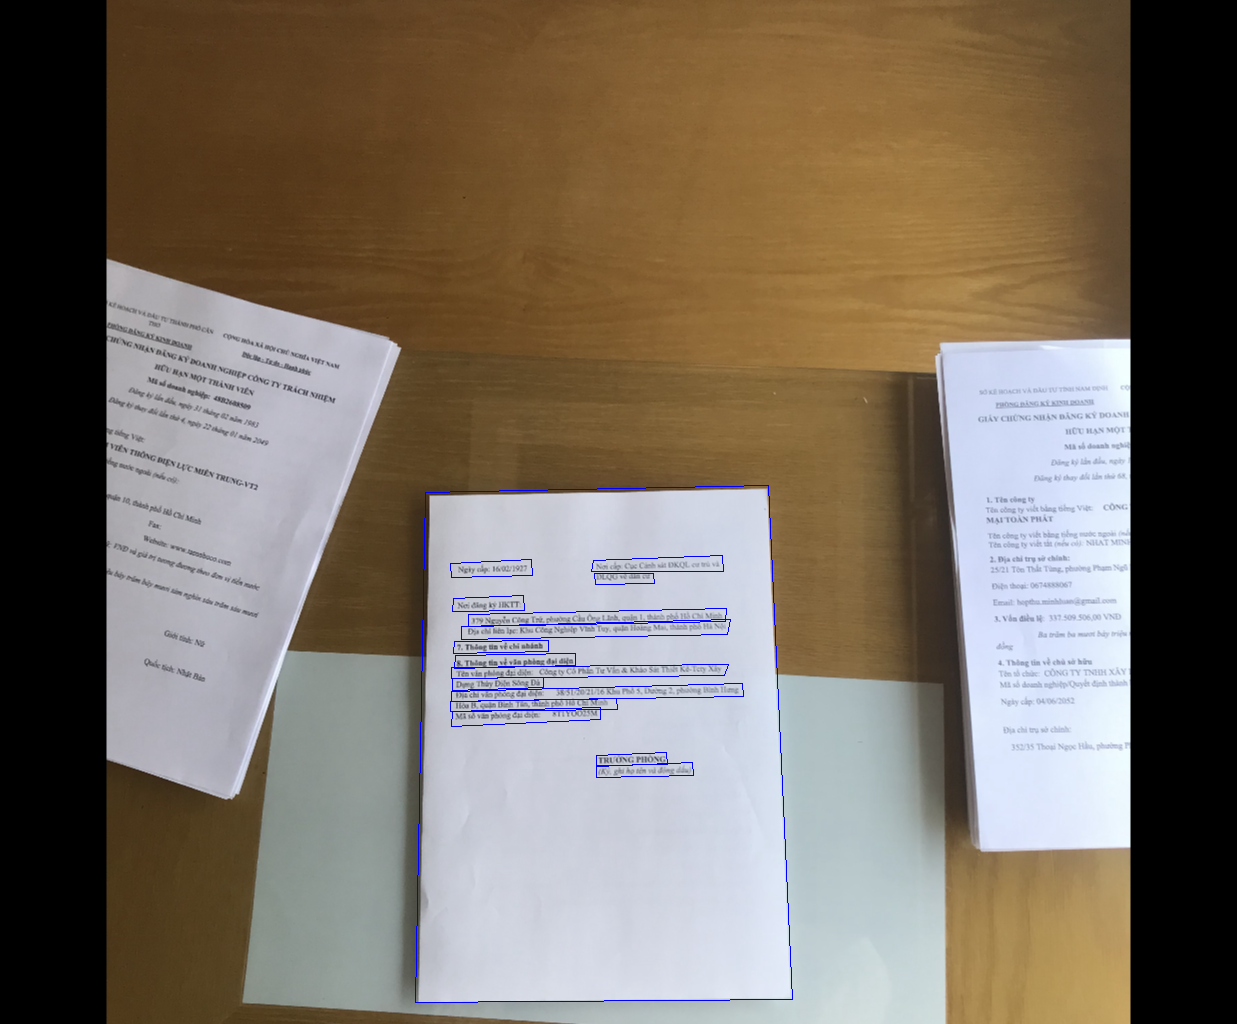 KẾ HOẠCH VÀ ĐẦU TƯ THÀNH PHỐ CẦN
THƠ
PHÒNG ĐĂNG KÝ KINH DOANH
CỘNG HÒA XÃ HỘI CHỦ NGHĨA VIỆT NAM
Độc lập - Tự do - Hạnh phúc
CHỨNG NHẬN ĐĂNG KÝ DOANH NGHIỆP CÔNG TY TRÁCH NHIỆM
HỮU HẠN MỘT THÀNH VIÊN
Mã số doanh nghiệp:
Đăng ký lần đầu, ngày 31 tháng 02 năm 1983
Đăng ký thay đổi lần thứ 4, ngày 22 tháng 01 năm 2049
tiếng Việt:
VIỄN THÔNG ĐIỆN LỰC MIỀN TRUNG-VT2
nước ngoài (nếu có):
quận 10, thành phố Hồ Chí Minh
Fax:
Website:
VNĐ và giá trị tương đương theo đơn vị tiền nước
bảy trăm bảy mươi tám nghìn sáu trăm sáu mươi
Giới tính: Nữ
Quốc tịch: Nhật Bản
Ngày cấp: 16/02/1927
Nơi cấp: Cục Cảnh sát ĐKQL cư trú và
DLQG về dân cư
Nơi đăng ký HKTT
379 Nguyễn Công Trứ, phường Cầu Ông Lãnh, quận 1, thành phố Hồ Chí Minh
Địa chỉ liên lạc: Khu Công Nghiệp Vĩnh Tuy, quận Hoàng Mai, thành phố Hà Nội
7. Thông tin về chi nhánh
8. Thông tin về văn phòng đại diện
Tên văn phòng đại diện: Công ty Cổ Phần Tư Vấn & Khảo Sát Thiết Kế-Tcty Xây
Dựng Thủy Điện Sông Đà
Địa chỉ văn phòng đại diện: 38/51/20/21/16 Khu Phố 5, Đường 2, phường Bình Hưng
Hòa B, quận Bình Tân, thành phố Hồ Chí Minh
Mã số văn phòng đại diện: 8T1YOO25M
TRƯỞNG PHÒNG
(Ký, ghi họ tên và đóng dấu)
KẾ HOẠCH VÀ ĐẦU TƯ TỈNH NAM ĐỊNH
PHÒNG ĐĂNG KÝ KINH DOANH
GIẤY CHỨNG NHẬN ĐĂNG KÝ DOANH
HỮU HẠN MỘT
Mã số doanh
Đăng ký lần đầu, ngày
Đăng ký thay đổi lần thứ 68,
1. Tên công ty
Tên công ty viết bằng tiếng Việt: CÔNG
MẠI TOÀN PHÁT
Tên công ty viết bằng tiếng nước ngoài
Tên công ty viết tắt (nếu có): NHAT MINH
2. Địa chỉ trụ sở chính:
25/21 Tôn Thất Tùng, phường Phạm Ngũ
Điện thoại: 0674888067
Email: hopthu.minhhoan@gmail.com
3. Vốn điều lệ: 337.509.506,00 VNĐ
Ba trăm ba mươi bảy triệu
đồng
4. Thông tin về chủ sở hữu
Tên tổ chức: CÔNG TY TNHH XÂY
Mã số doanh nghiệp/Quyết định thành
Ngày cấp: 04/06/2052
Địa chỉ trụ sở chính:
352/35 Thoại Ngọc Hầu, phường